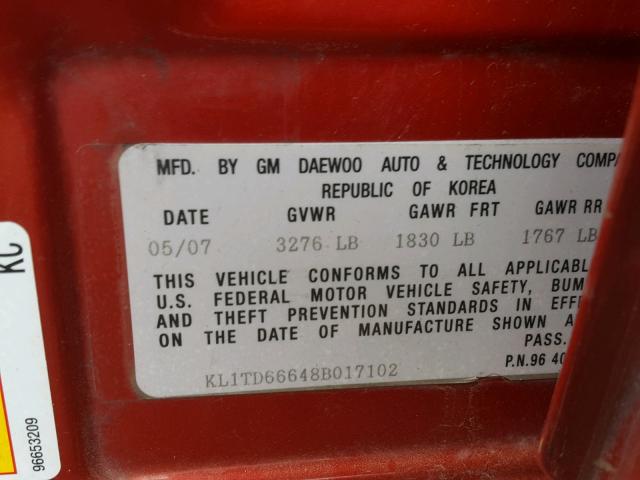 MFD. BY GM DAEWOO AUTO & TECHNOLOGY COMPA
REPUBLIC OF KOREA
DATE GVWR GAWR FRT GAWR RR
05/07 3276 LB 1830 LB 1767 LB
THIS VEHICLE CONFORMS TO ALL APPLICABL
U.S. FEDERAL MOTOR VEHICLE SAFETY, BUM
AND THEFT PREVENTION STANDARDS IN EFFE
ON THE DATE OF MANUFACTURE SHOWN A
PASS.
P.N.96 40
KL1TD66648B017102
KC
96653209